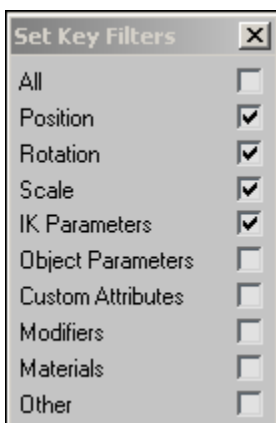 Set Key Filters
All
Position
Rotation
Scale
IK Parameters
Object Parameters
Custom Attributes
Modifiers
Materials
Other